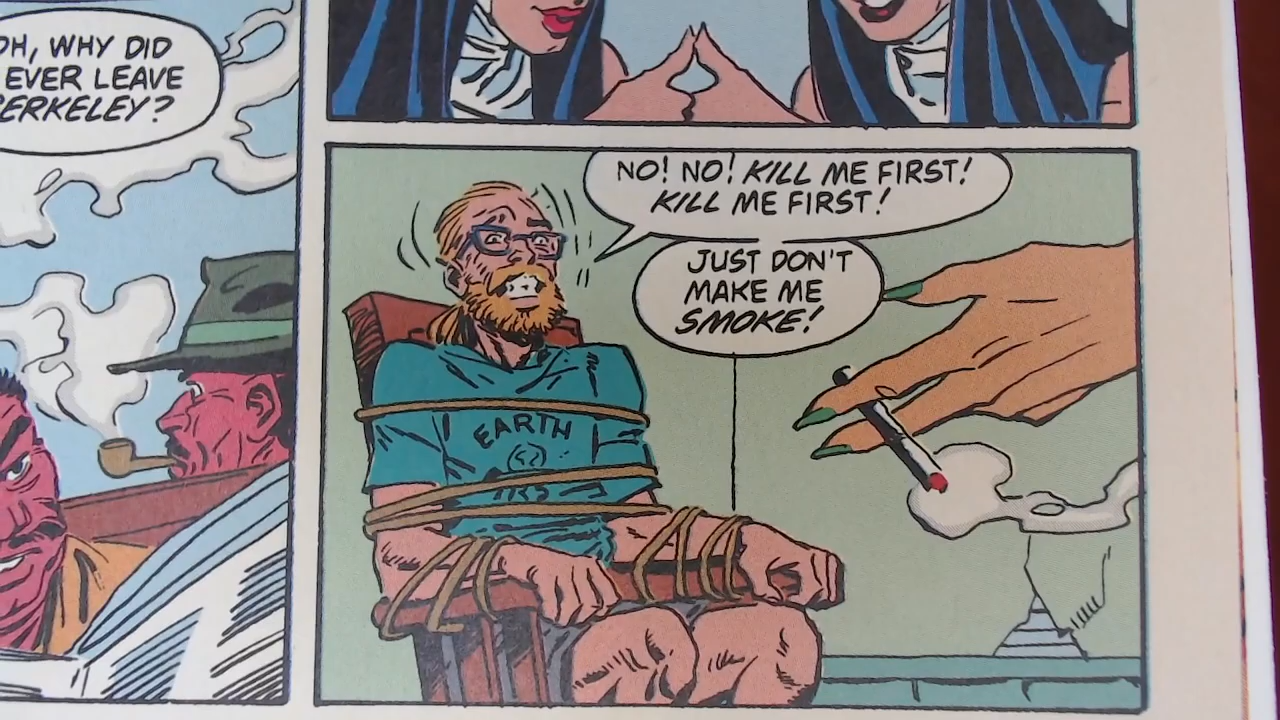 OH, WHY DID
EVER LEAVE
BERKELEY?
NO! NO! KILL ME FIRST!
KILL ME FIRST!
JUST DON'T
MAKE ME
SMOKE!
EARTH